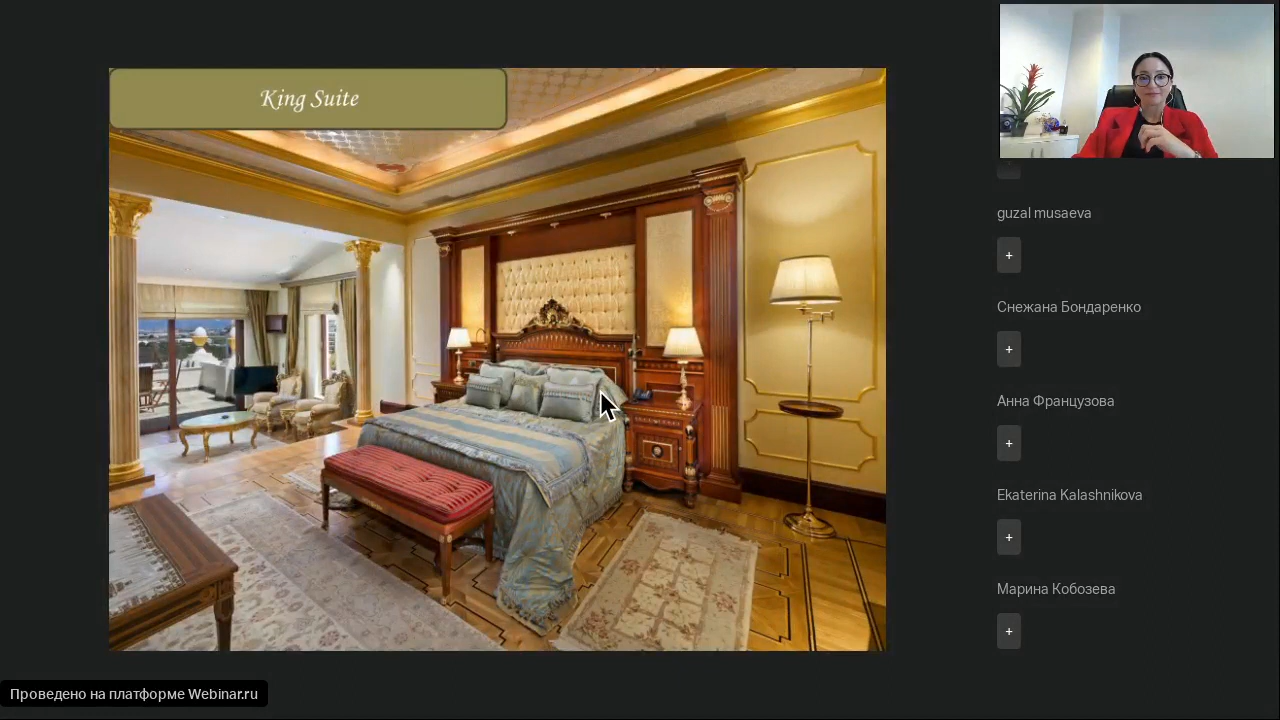 King Suite
guzal musaeva
+
Снежана Бондаренко
+
Анна Французова
+
Ekaterina Kalashnikova
+
Марина Кобозева
+
Проведено на платформе Webinar.ru